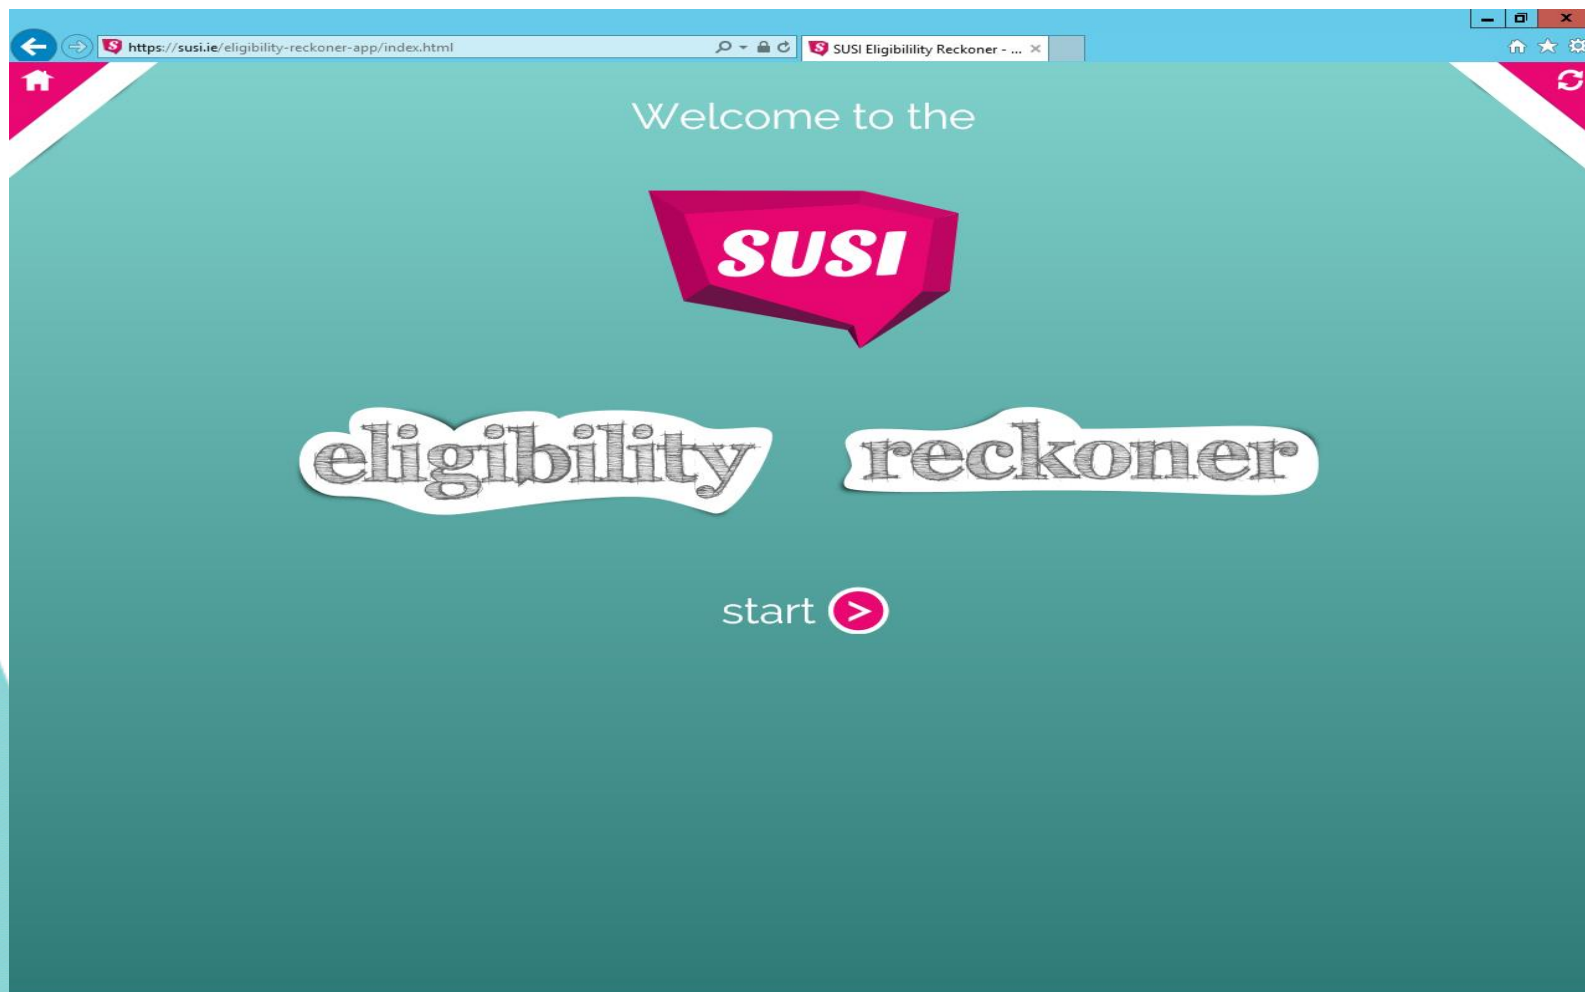 https://susi.ie/eligibility-reckoner-app/index.html
SUSI Eligibilility Reckoner - ...
Welcome to the
SUSI
eligibility reckoner
start >